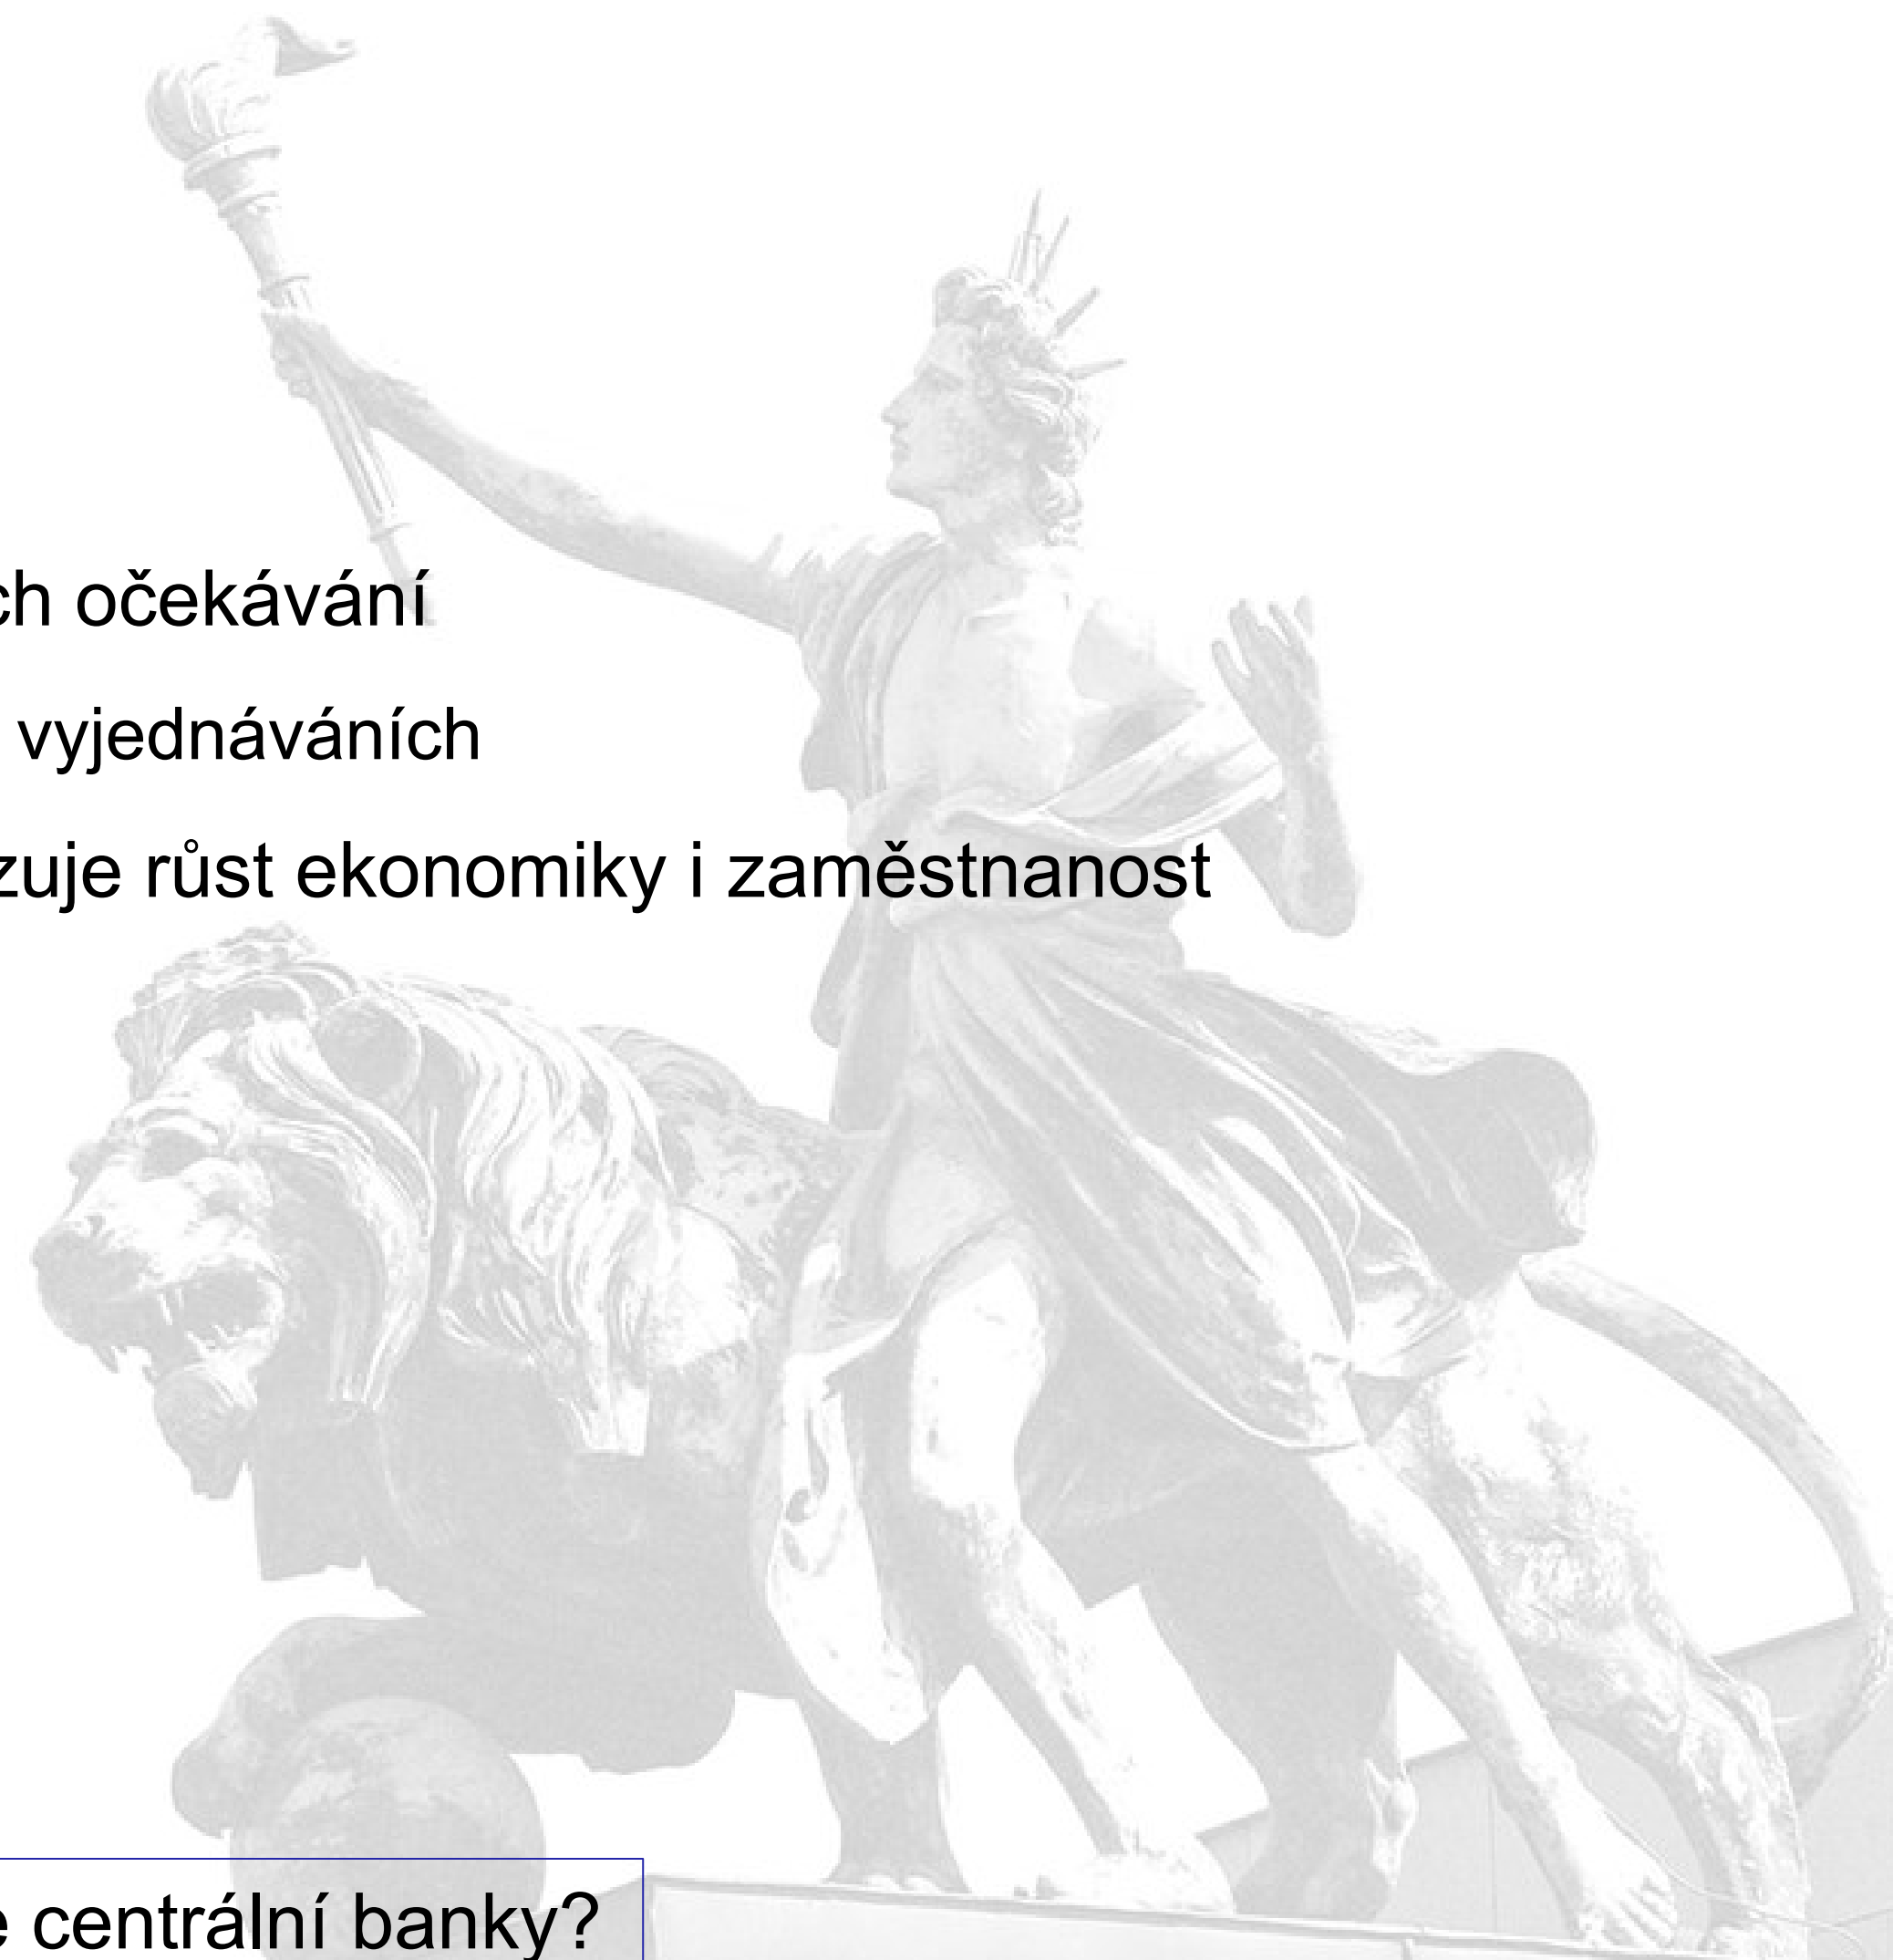 ch očekávání
vyjednáváních
zuje růst ekonomiky i zaměstnanost
e centrální banky?